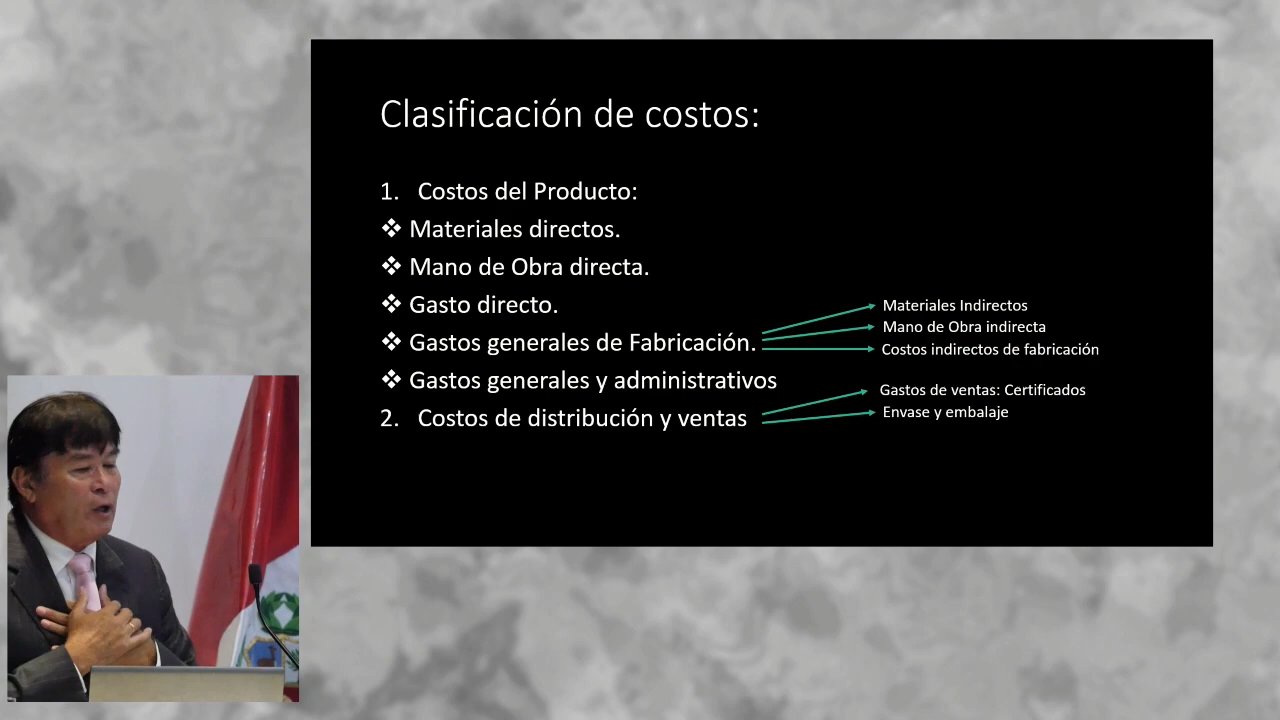 Clasificación de costos:
1. Costos del Producto:
❖ Materiales directos.
❖ Mano de Obra directa.
❖ Gasto directo.
❖ Gastos generales de Fabricación.
Materiales Indirectos
Mano de Obra indirecta
Costos indirectos de fabricación
❖ Gastos generales y administrativos
2. Costos de distribución y ventas
Gastos de ventas: Certificados
Envase y embalaje